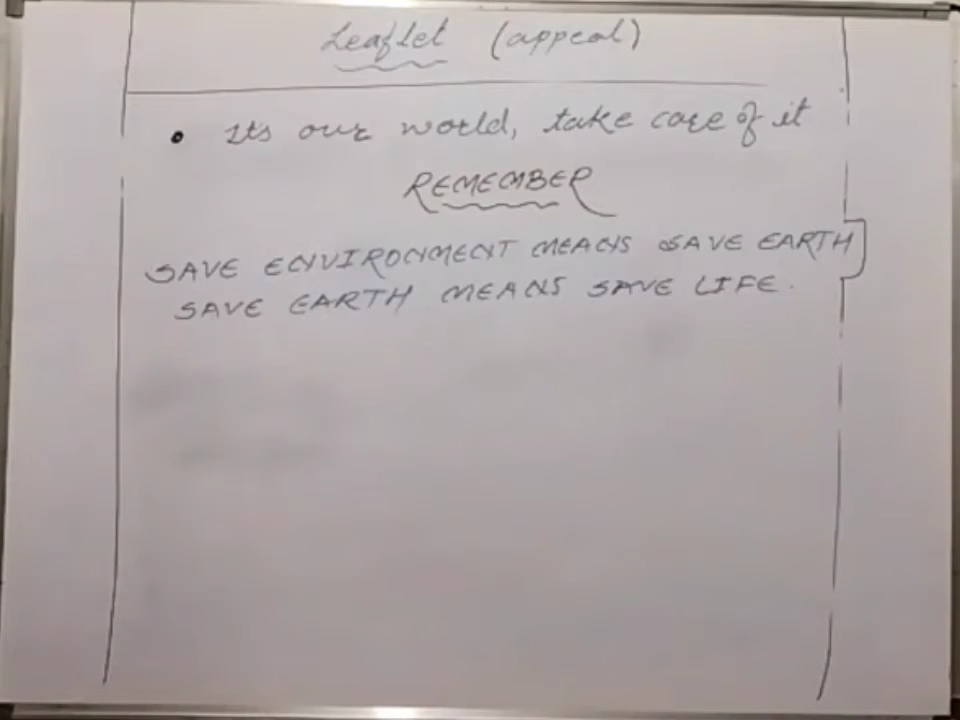 Leaflet (appeal)
• Its our world, take care of it
REMEMBER
SAVE ENVIRONMENT MEANS SAVE EARTH
SAVE EARTH MEANS SAVE LIFE.